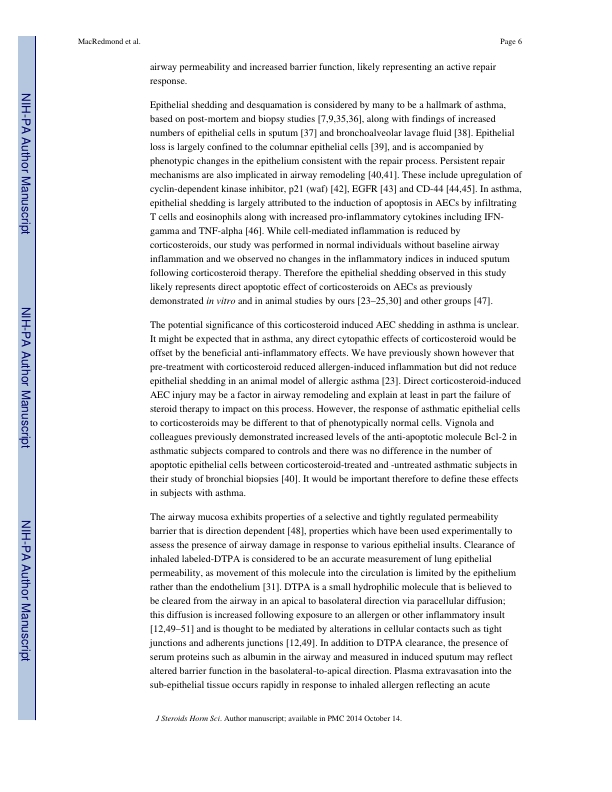 MacRedmond et al.
Page 6
airway permeability and increased barrier function, likely representing an active repair
response.
Epithelial shedding and desquamation is considered by many to be a hallmark of asthma,
based on post-mortem and biopsy studies [7,9,35,36], along with findings of increased
numbers of epithelial cells in sputum [37] and bronchoalveolar lavage fluid [38]. Epithelial
loss is largely confined to the columnar epithelial cells [39], and is accompanied by
phenotypic changes in the epithelium consistent with the repair process. Persistent repair
mechanisms are also implicated in airway remodeling [40,41]. These include upregulation of
cyclin-dependent kinase inhibitor, p21 (waf) [42], EGFR [43] and CD-44 [44,45]. In asthma,
epithelial shedding is largely attributed to the induction of apoptosis in AECs by infiltrating
T cells and eosinophils along with increased pro-inflammatory cytokines including IFN-
gamma and TNF-alpha [46]. While cell-mediated inflammation is reduced by
corticosteroids, our study was performed in normal individuals without baseline airway
inflammation and we observed no changes in the inflammatory indices in induced sputum
following corticosteroid therapy. Therefore the epithelial shedding observed in this study
likely represents direct apoptotic effect of corticosteroids on AECs as previously
demonstrated in vitro and in animal studies by ours [23–25,30] and other groups [47].
The potential significance of this corticosteroid induced AEC shedding in asthma is unclear.
It might be expected that in asthma, any direct cytopathic effects of corticosteroid would be
offset by the beneficial anti-inflammatory effects. We have previously shown however that
pre-treatment with corticosteroid reduced allergen-induced inflammation but did not reduce
epithelial shedding in an animal model of allergic asthma [23]. Direct corticosteroid-induced
AEC injury may be a factor in airway remodeling and explain at least in part the failure of
steroid therapy to impact on this process. However, the response of asthmatic epithelial cells
to corticosteroids may be different to that of phenotypically normal cells. Vignola and
colleagues previously demonstrated increased levels of the anti-apoptotic molecule Bcl-2 in
asthmatic subjects compared to controls and there was no difference in the number of
apoptotic epithelial cells between corticosteroid-treated and -untreated asthmatic subjects in
their study of bronchial biopsies [40]. It would be important therefore to define these effects
in subjects with asthma.
The airway mucosa exhibits properties of a selective and tightly regulated permeability
barrier that is direction dependent [48], properties which have been used experimentally to
assess the presence of airway damage in response to various epithelial insults. Clearance of
inhaled labeled-DTPA is considered to be an accurate measurement of lung epithelial
permeability, as movement of this molecule into the circulation is limited by the epithelium
rather than the endothelium [31]. DTPA is a small hydrophilic molecule that is believed to
be cleared from the airway in an apical to basolateral direction via paracellular diffusion;
this diffusion is increased following exposure to an allergen or other inflammatory insult
[12,49–51] and is thought to be mediated by alterations in cellular contacts such as tight
junctions and adherents junctions [12,49]. In addition to DTPA clearance, the presence of
serum proteins such as albumin in the airway and measured in induced sputum may reflect
altered barrier function in the basolateral-to-apical direction. Plasma extravasation into the
sub-epithelial tissue occurs rapidly in response to inhaled allergen reflecting an acute
J Steroids Horm Sci. Author manuscript; available in PMC 2014 October 14.
NIH-PA Author Manuscript
NIH-PA Author Manuscript
NIH-PA Author Manuscript